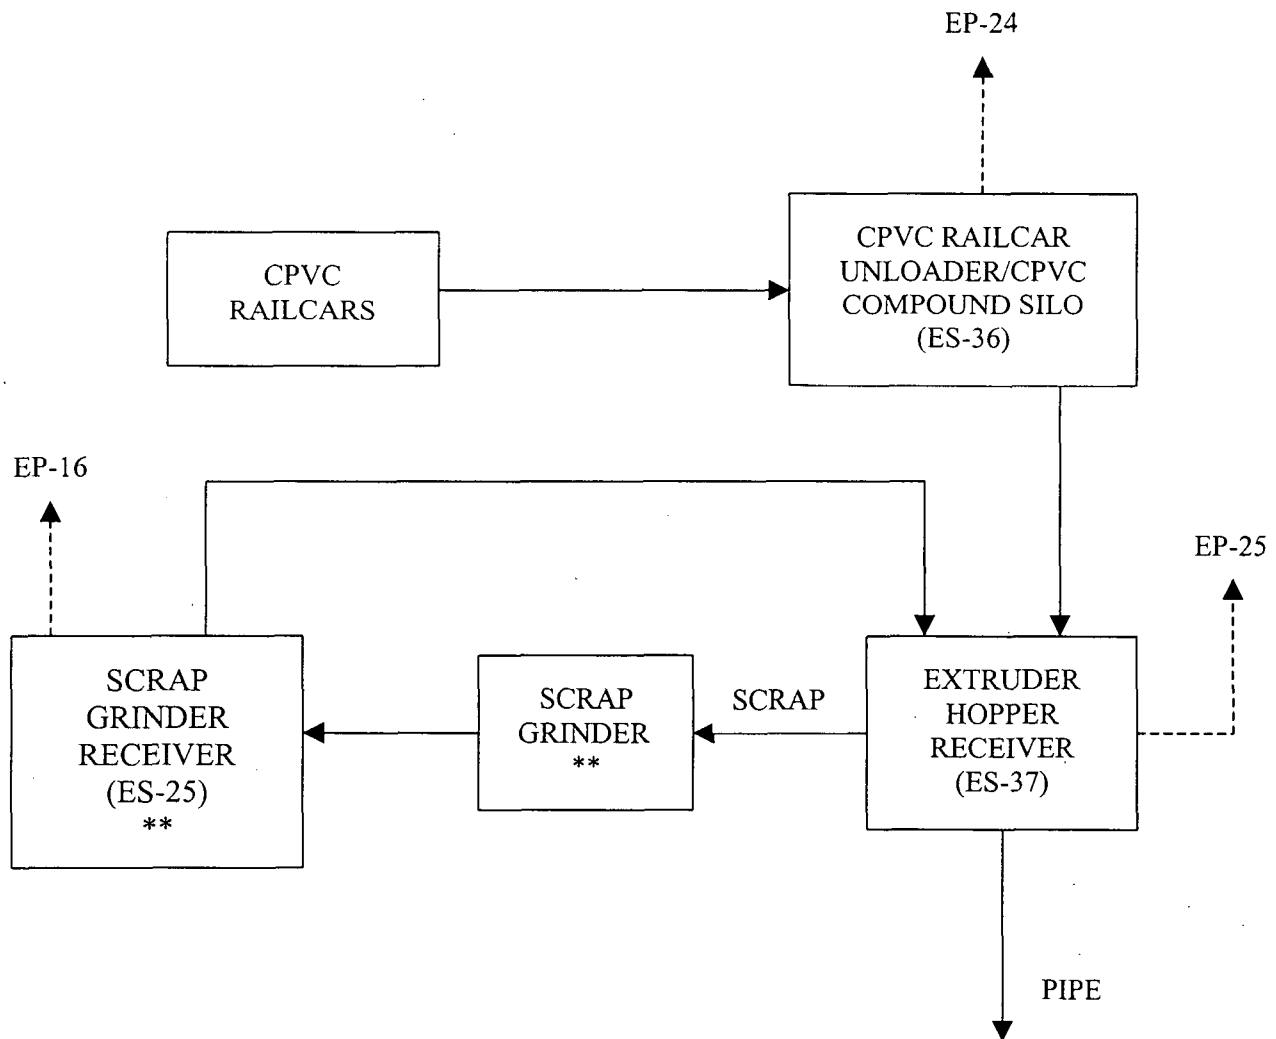 EP-24
CPVC
RAILCARS
CPVC RAILCAR
UNLOADER/CPVC
COMPOUND SILO
(ES-36)
EP-16
EP-25
SCRAP
GRINDER
RECEIVER
(ES-25)
**
SCRAP
GRINDER
**
SCRAP
EXTRUDER
HOPPER
RECEIVER
(ES-37)
PIPE